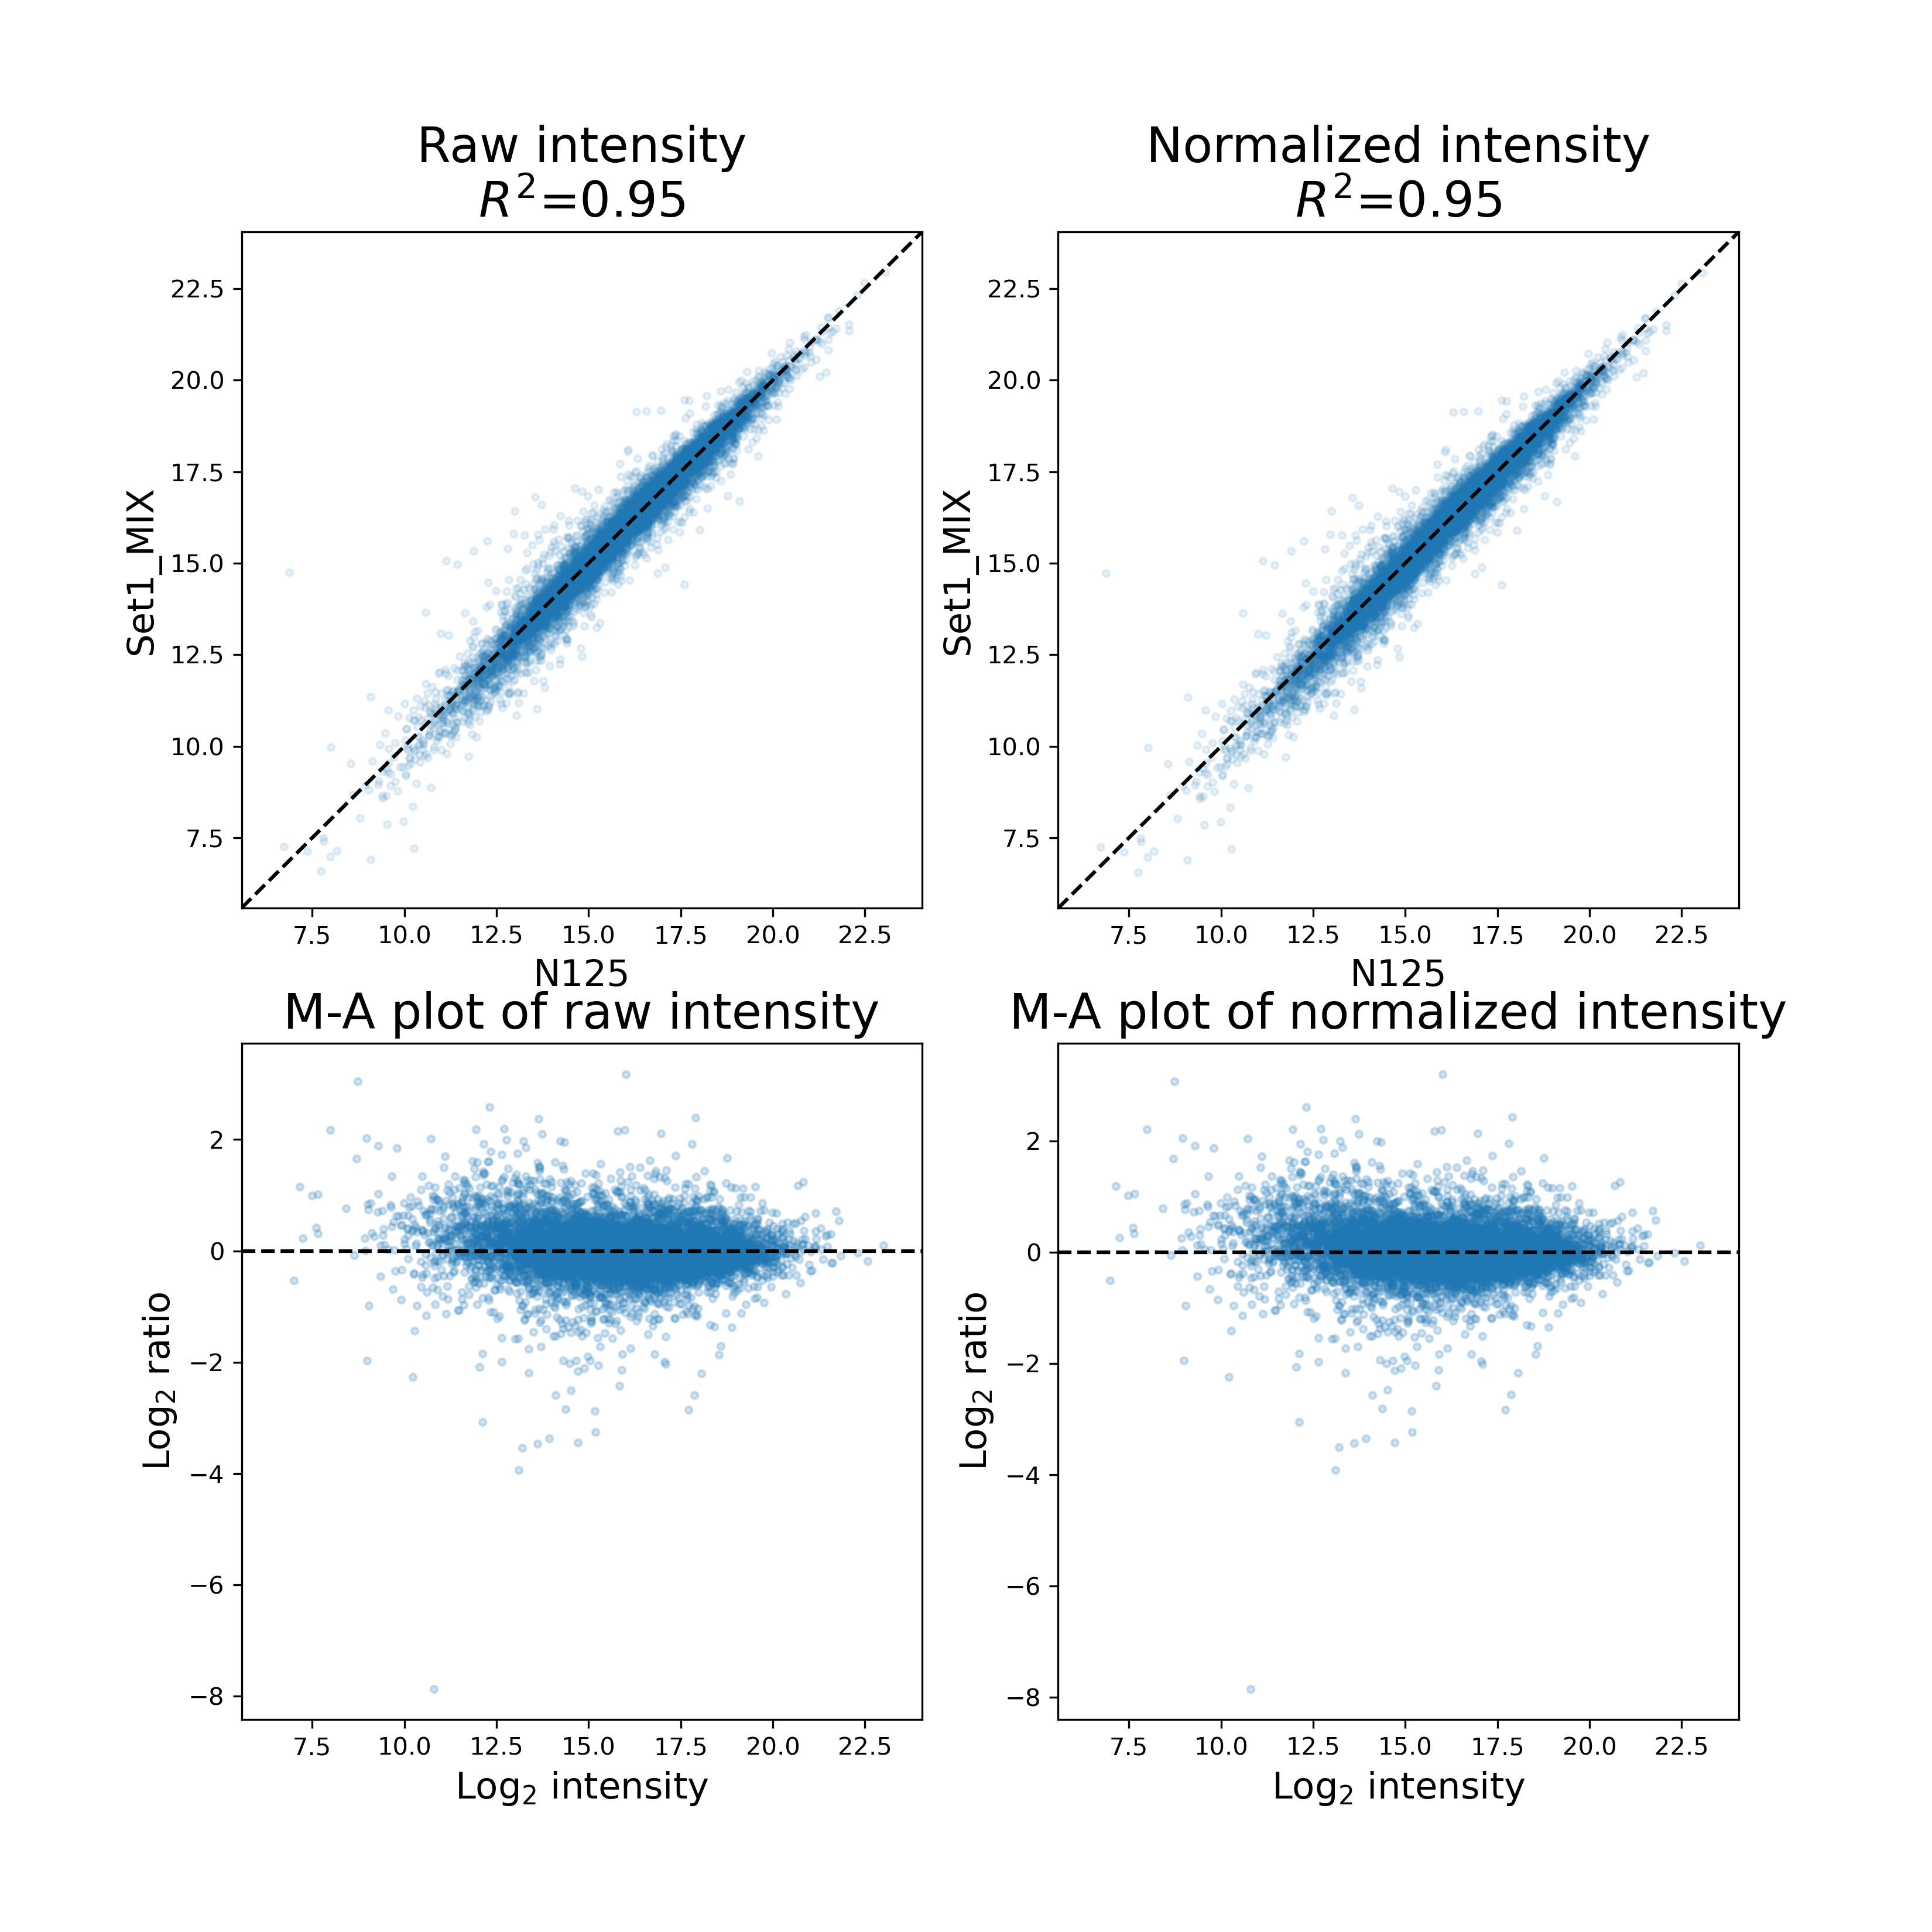 Raw intensity
R²=0.95
22.5
20.0
17.5
15.0
12.5
10.0
7.5
Set1_MIX
7.5 10.0 12.5 15.0 17.5 20.0 22.5
N125
Normalized intensity
R²=0.95
22.5
20.0
17.5
15.0
12.5
10.0
7.5
Set1_MIX
7.5 10.0 12.5 15.0 17.5 20.0 22.5
N125
M-A plot of raw intensity
2
0
−2
−4
−6
−8
Log₂ ratio
7.5 10.0 12.5 15.0 17.5 20.0 22.5
Log₂ intensity
M-A plot of normalized intensity
2
0
−2
−4
−6
−8
Log₂ ratio
7.5 10.0 12.5 15.0 17.5 20.0 22.5
Log₂ intensity